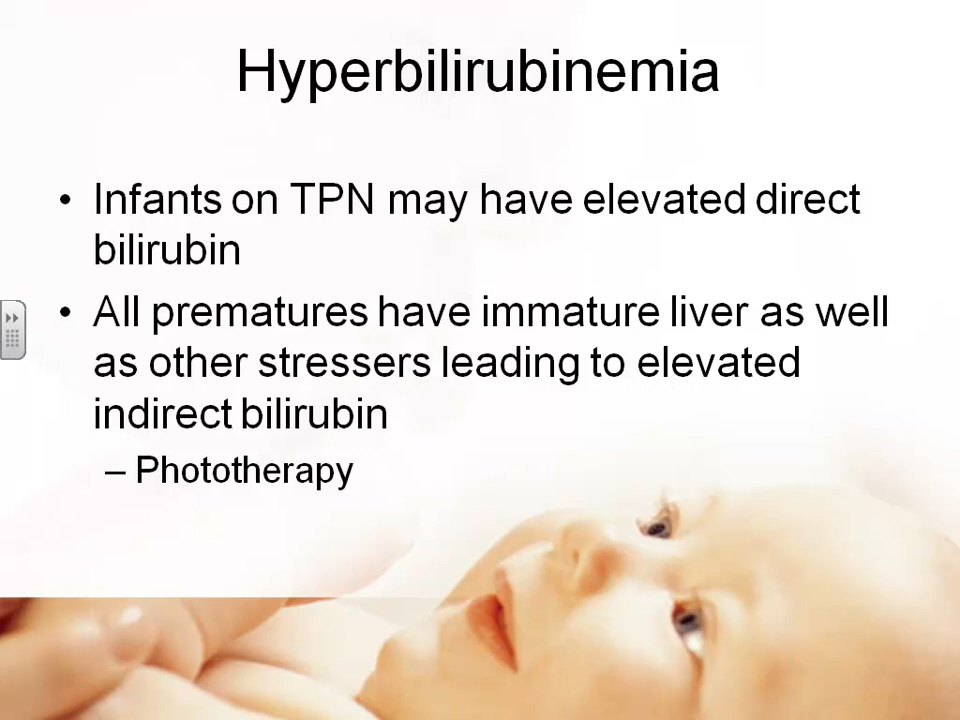 Hyperbilirubinemia
• Infants on TPN may have elevated direct
bilirubin
• All prematures have immature liver as well
as other stressers leading to elevated
indirect bilirubin
– Phototherapy